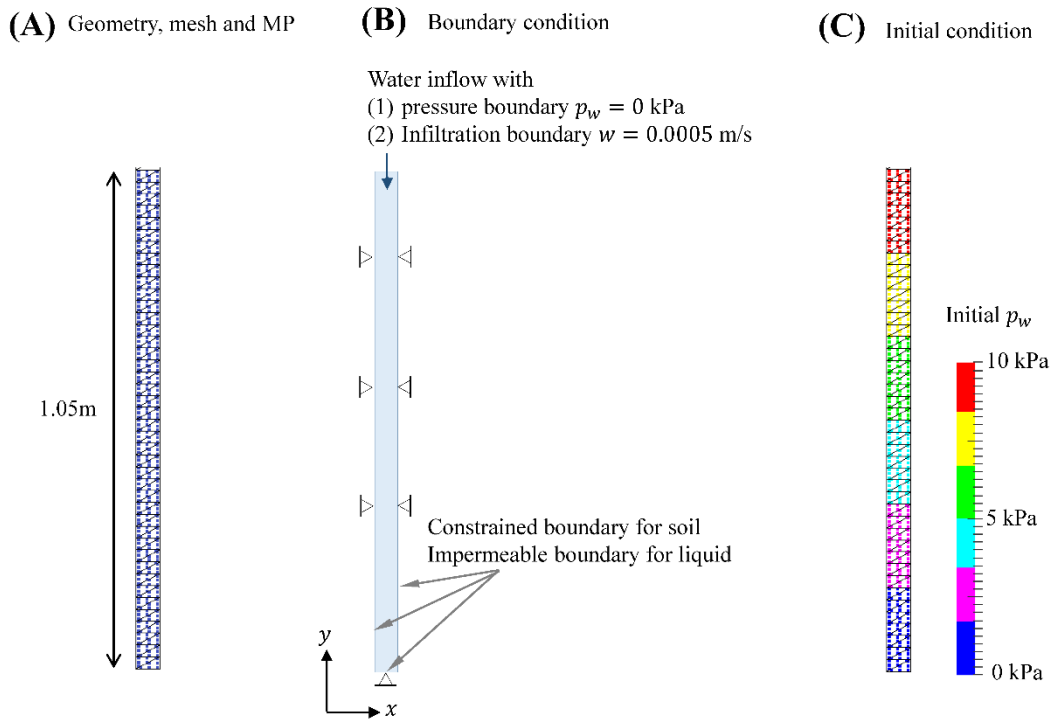 (A) Geometry, mesh and MP
(B) Boundary condition
(C) Initial condition
Water inflow with
(1) pressure boundary p_w = 0 kPa
(2) Infiltration boundary w = 0.0005 m/s
1.05m
Constrained boundary for soil
Impermeable boundary for liquid
y
x
Initial p_w
10 kPa
5 kPa
0 kPa